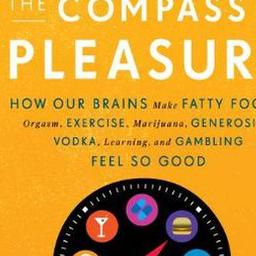 THE COMPASS
PLEASUR
HOW OUR BRAINS Make FATTY FOO
Orgasm, EXERCISE, Marijuana, GENEROSI
VODKA, Learning, and GAMBLING
FEEL SO GOOD